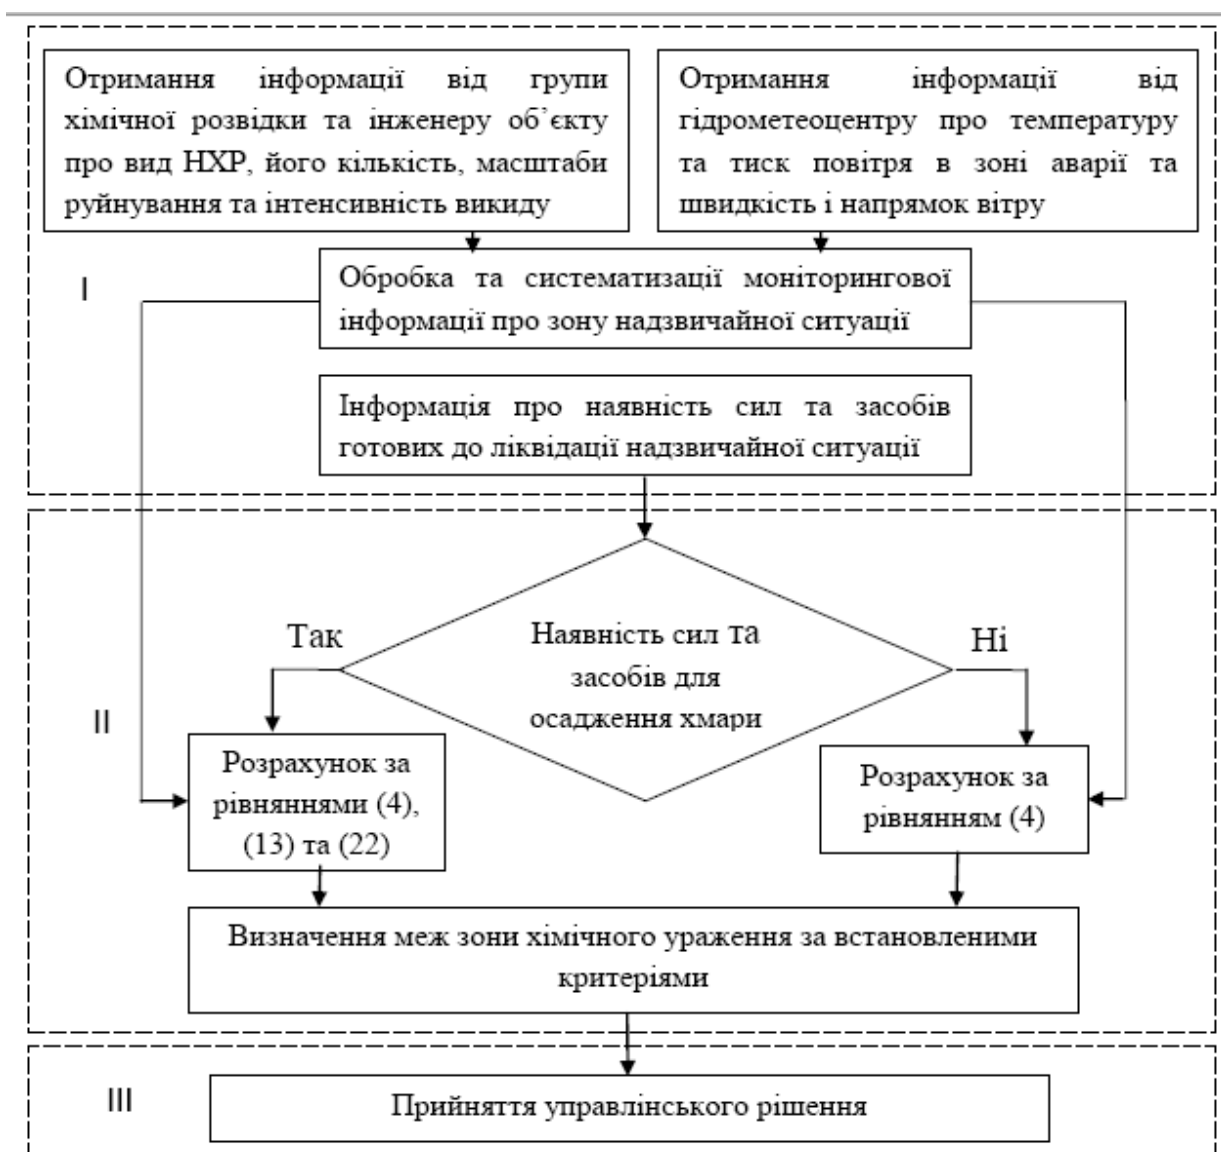 Отримання інформації від групи
хімічної розвідки та інженеру об’єкту
про вид НХР, його кількість, масштаби
руйнування та інтенсивність викиду
Отримання інформації від
гідрометеоцентру про температуру
та тиск повітря в зоні аварії та
швидкість і напрямок вітру
I
Обробка та систематизації моніторингової
інформації про зону надзвичайної ситуації
Інформація про наявність сил та засобів
готових до ліквідації надзвичайної ситуації
Так
Наявність сил та
засобів для
осадження хмари
Ні
II
Розрахунок за
рівняннями (4),
(13) та (22)
Розрахунок за
рівнянням (4)
Визначення меж зони хімічного ураження за встановленими
критеріями
III
Прийняття управлінського рішення